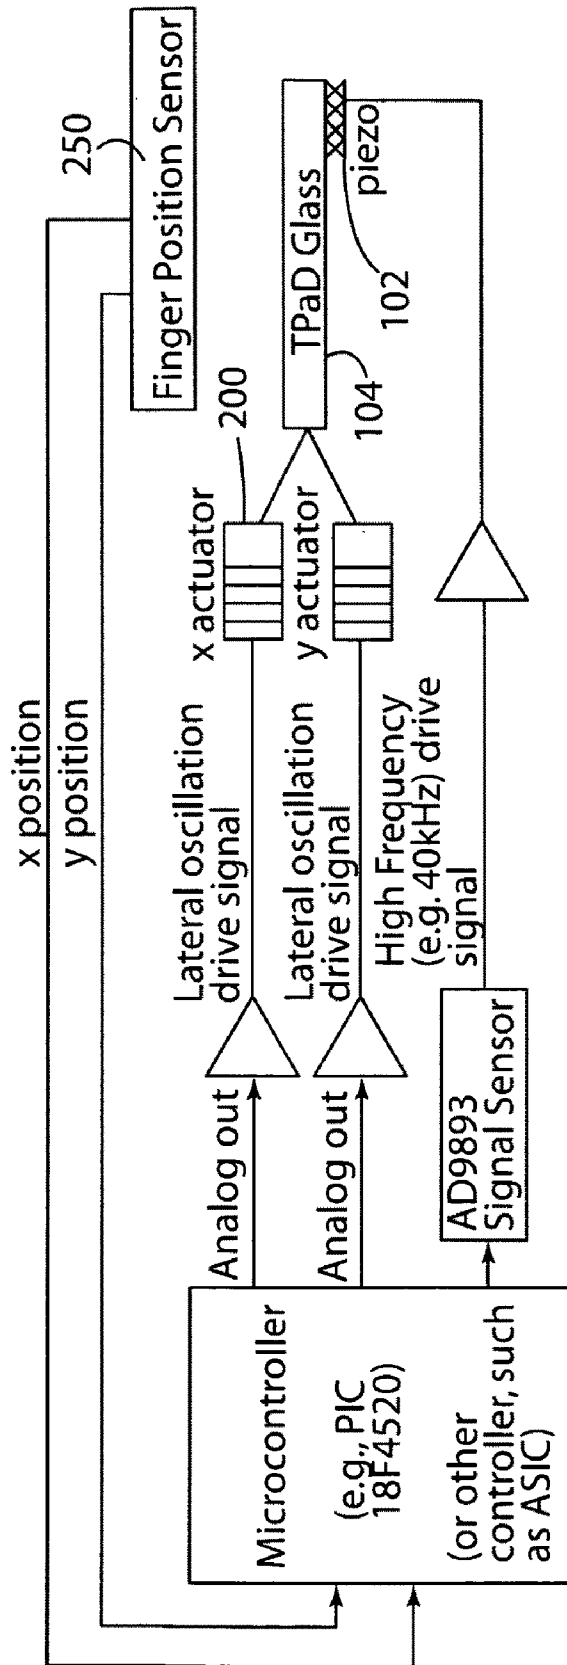 x position
y position
250
Finger Position Sensor
Microcontroller
(e.g., PIC
18F4520)
(or other
controller, such
as ASIC)
Analog out
Analog out
Lateral oscillation
drive signal
Lateral oscillation
drive signal
x actuator
200
y actuator
TPaD Glass
104
piezo
102
AD9893
Signal Sensor
High Frequency
(e.g. 40kHz) drive
signal